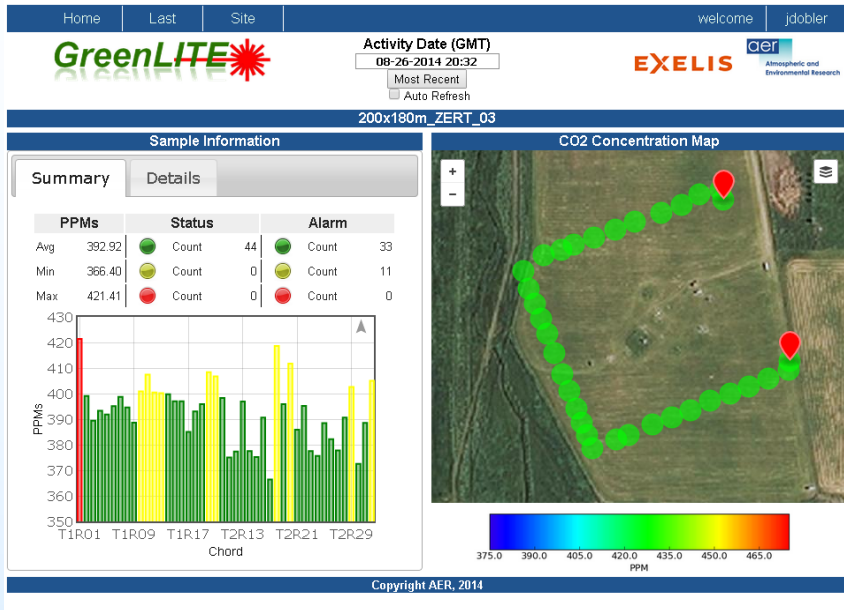 Home Last Site welcome jdobler
GreenLITE
Activity Date (GMT)
08-26-2014 20:32
Most Recent
Auto Refresh
EXELIS
aer
Atmospheric and
Environmental Research
200x180m_ZERT_03
Sample Information
CO2 Concentration Map
Summary Details
PPMs Status Alarm
Avg 392.92 Count 44 Count 33
Min 366.40 Count 0 Count 11
Max 421.41 Count 0 Count 0
430
420
410
400
390
380
370
360
350
PPMs
T1R01 T1R09 T1R17 T2R13 T2R21 T2R29
Chord
+
−
375.0 390.0 405.0 420.0 435.0 450.0 465.0
PPM
Copyright AER, 2014